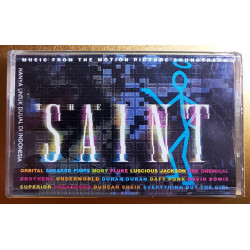 MUSIC FROM THE MOTION PICTURE SOUNDTRACK
HANYA UNTUK DIJUAL DI INDONESIA
THE
SAINT
ORBITAL SNEAKER PIMPS MOBY FLUKE LUSCIOUS JACKSON THE CHEMICAL
BROTHERS UNDERWORLD DURAN DURAN DAFT PUNK DAVID BOWIE
SUPERIOR DREADZONE DUNCAN SHEIK EVERYTHING BUT THE GIRL